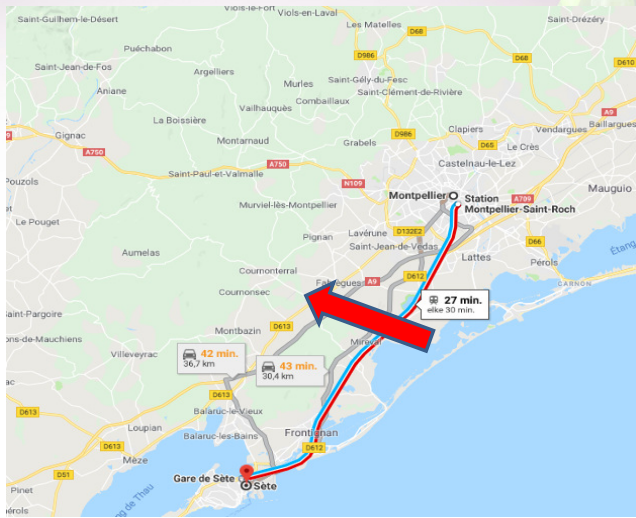 Viols-le-Fort
Viols-en-Laval
Saint-Guilhem-le-Désert
Saint-Drézéry
Les Matelles
D68
D68
Puéchabon
D986
D610
Saint-Jean-de-Fos
Argelliers
Saint-Gély-du-Fesc
Aniane
Murles
Saint-Clément-de-Rivière
Combaillaux
A9
Vailhauquès
La Boissière
Baillargues
Clapiers
Vendargues
Gignac
D986
Montarnaud
Grabels
D65
Le Crès
A750
A750
Castelnau-le-Lez
Saint-Paul-et-Valmalle
Pouzols
N109
Mauguio
Montpellier
Station
A709
Montpellier-Saint-Roch
Murviel-lès-Montpellier
Le Pouget
Lavérune
D132E2
Pignan
D66
Saint-Jean-de-Védas
Aumelas
Lattes
Pérols
Étang
Cournonterral
D612
A9
CARNON
Cournonsec
27 min.
elke 30 min.
Saint-Pargoire
D613
Montbazin
Mireval
42 min.
36,7 km
Villeveyrac
43 min.
30,4 km
D613
Balaruc-le-Vieux
Loupian
Balaruc-les-Bains
Frontignan
D613
D612
Mèze
D51
Gare de Sète
Sète
Pinet
ng de Thau